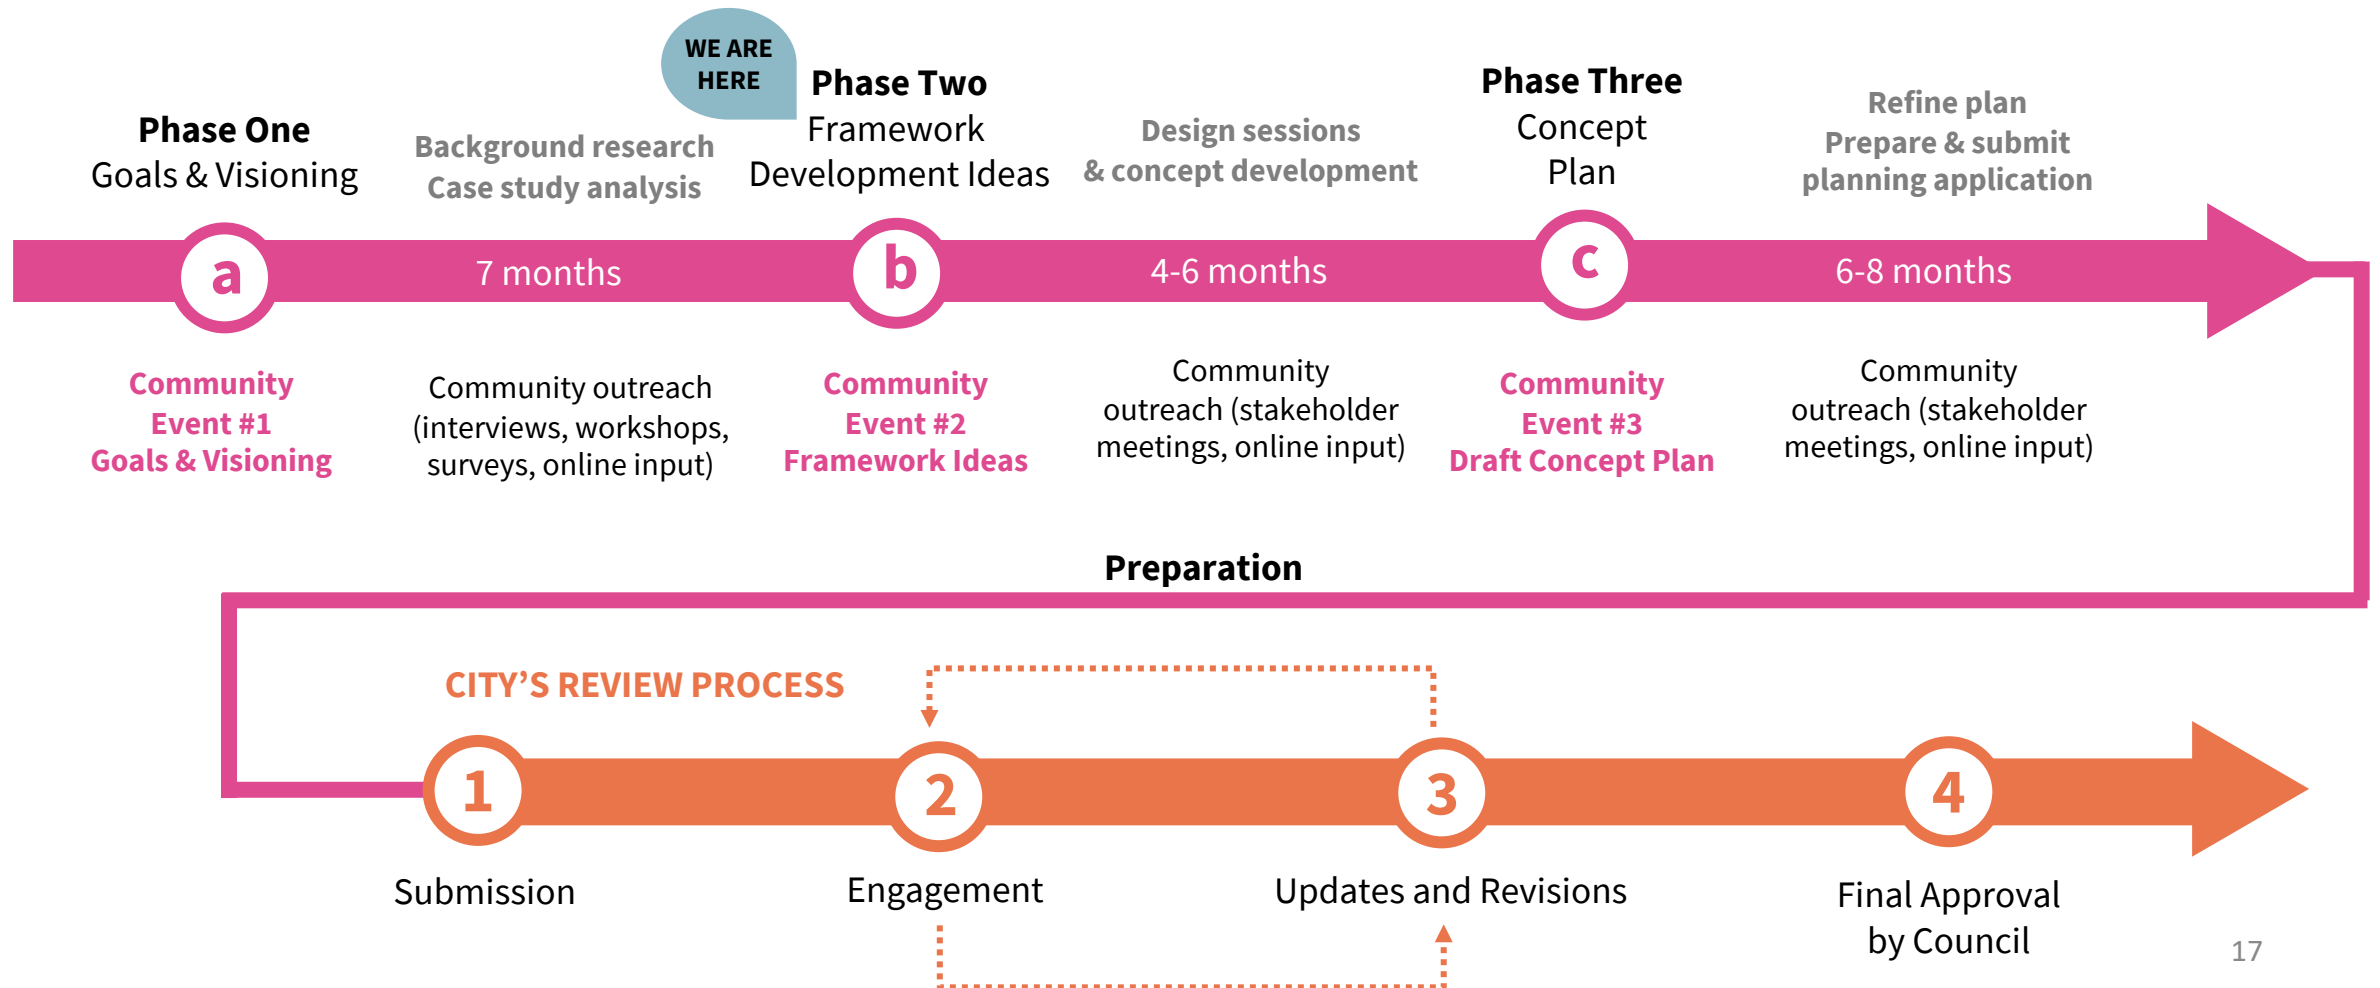 WE ARE
HERE
Phase One
Goals & Visioning
Background research
Case study analysis
Phase Two
Framework
Development Ideas
Design sessions
& concept development
Phase Three
Concept
Plan
Refine plan
Prepare & submit
planning application
a
7 months
b
4-6 months
c
6-8 months
Community
Event #1
Goals & Visioning
Community outreach
(interviews, workshops,
surveys, online input)
Community
Event #2
Framework Ideas
Community
outreach (stakeholder
meetings, online input)
Community
Event #3
Draft Concept Plan
Community
outreach (stakeholder
meetings, online input)
Preparation
CITY’S REVIEW PROCESS
1
2
3
4
Submission
Engagement
Updates and Revisions
Final Approval
by Council
17